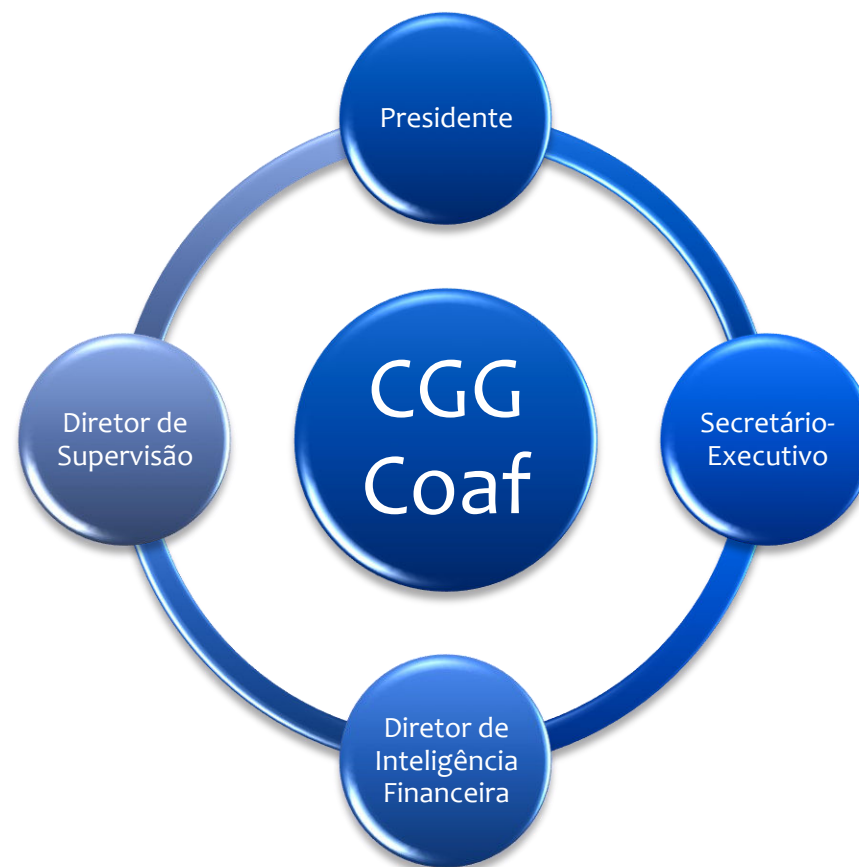 Presidente
Diretor de
Supervisão
CGG
Coaf
Secretário-
Executivo
Diretor de
Inteligência
Financeira